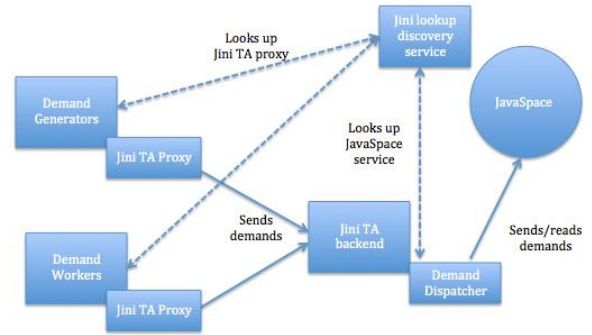 Jini lookup
discovery
service
Looks up
Jini TA proxy
JavaSpace
Demand
Generators
Jini TA Proxy
Looks up
JavaSpace
service
Sends
demands
Jini TA
backend
Sends/reads
demands
Demand
Workers
Jini TA Proxy
Demand
Dispatcher